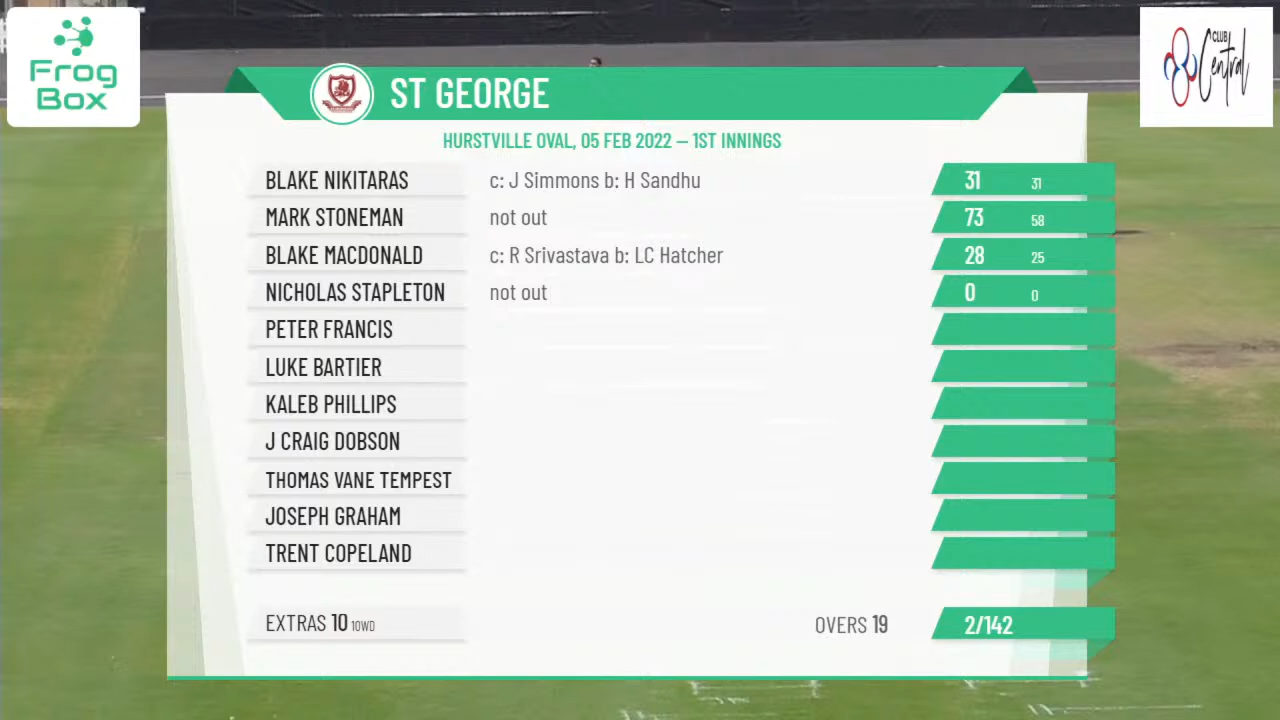 Frog
Box
CLUB
Central
ST GEORGE
HURSTVILLE OVAL, 05 FEB 2022 – 1ST INNINGS
BLAKE NIKITARAS c: J Simmons b: H Sandhu 31 31
MARK STONEMAN not out 73 58
BLAKE MACDONALD c: R Srivastava b: LC Hatcher 28 25
NICHOLAS STAPLETON not out 0 0
PETER FRANCIS
LUKE BARTIER
KALEB PHILLIPS
J CRAIG DOBSON
THOMAS VANE TEMPEST
JOSEPH GRAHAM
TRENT COPELAND
EXTRAS 10 10WD OVERS 19 2/142